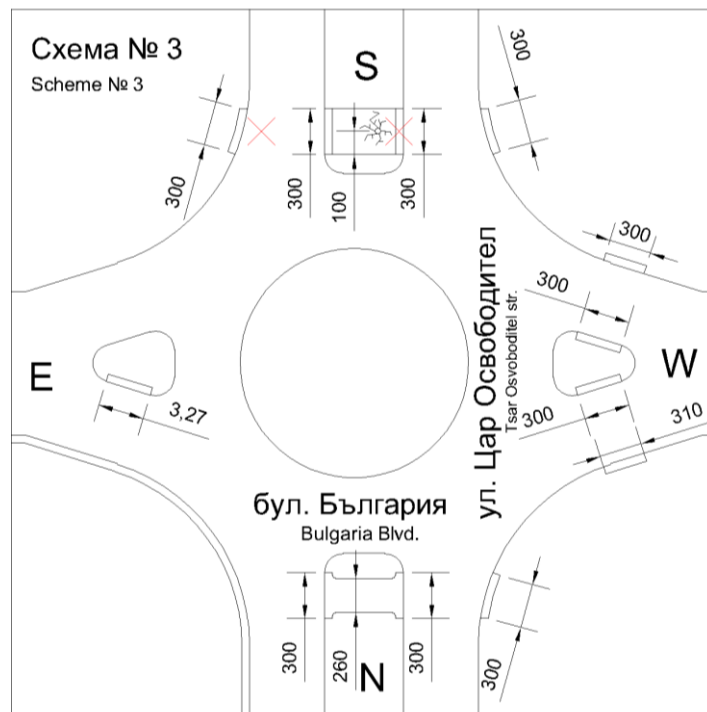 Схема № 3
Scheme № 3
S
300
300
300
300
100
300
300
300
E
W
ул. Цар Освободител
Tsar Osvoboditel str.
3,27
300
310
бул. България
Bulgaria Blvd.
300
260
300
300
N